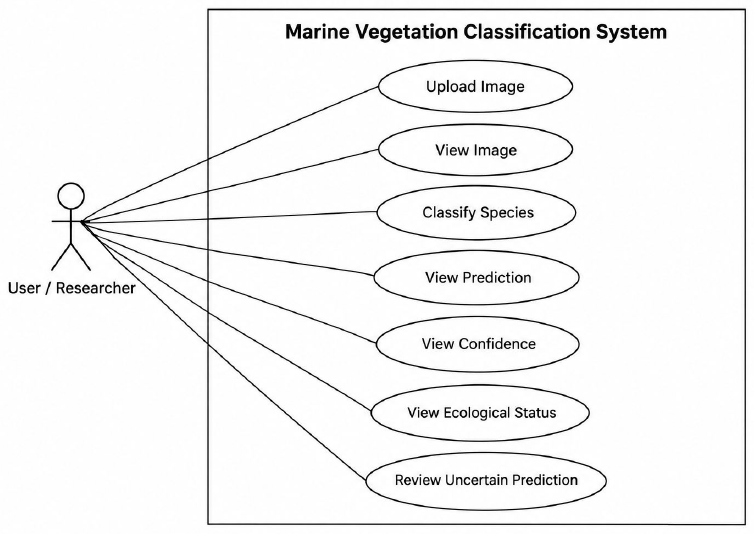 Marine Vegetation Classification System
Upload Image
View Image
Classify Species
View Prediction
User / Researcher
View Confidence
View Ecological Status
Review Uncertain Prediction